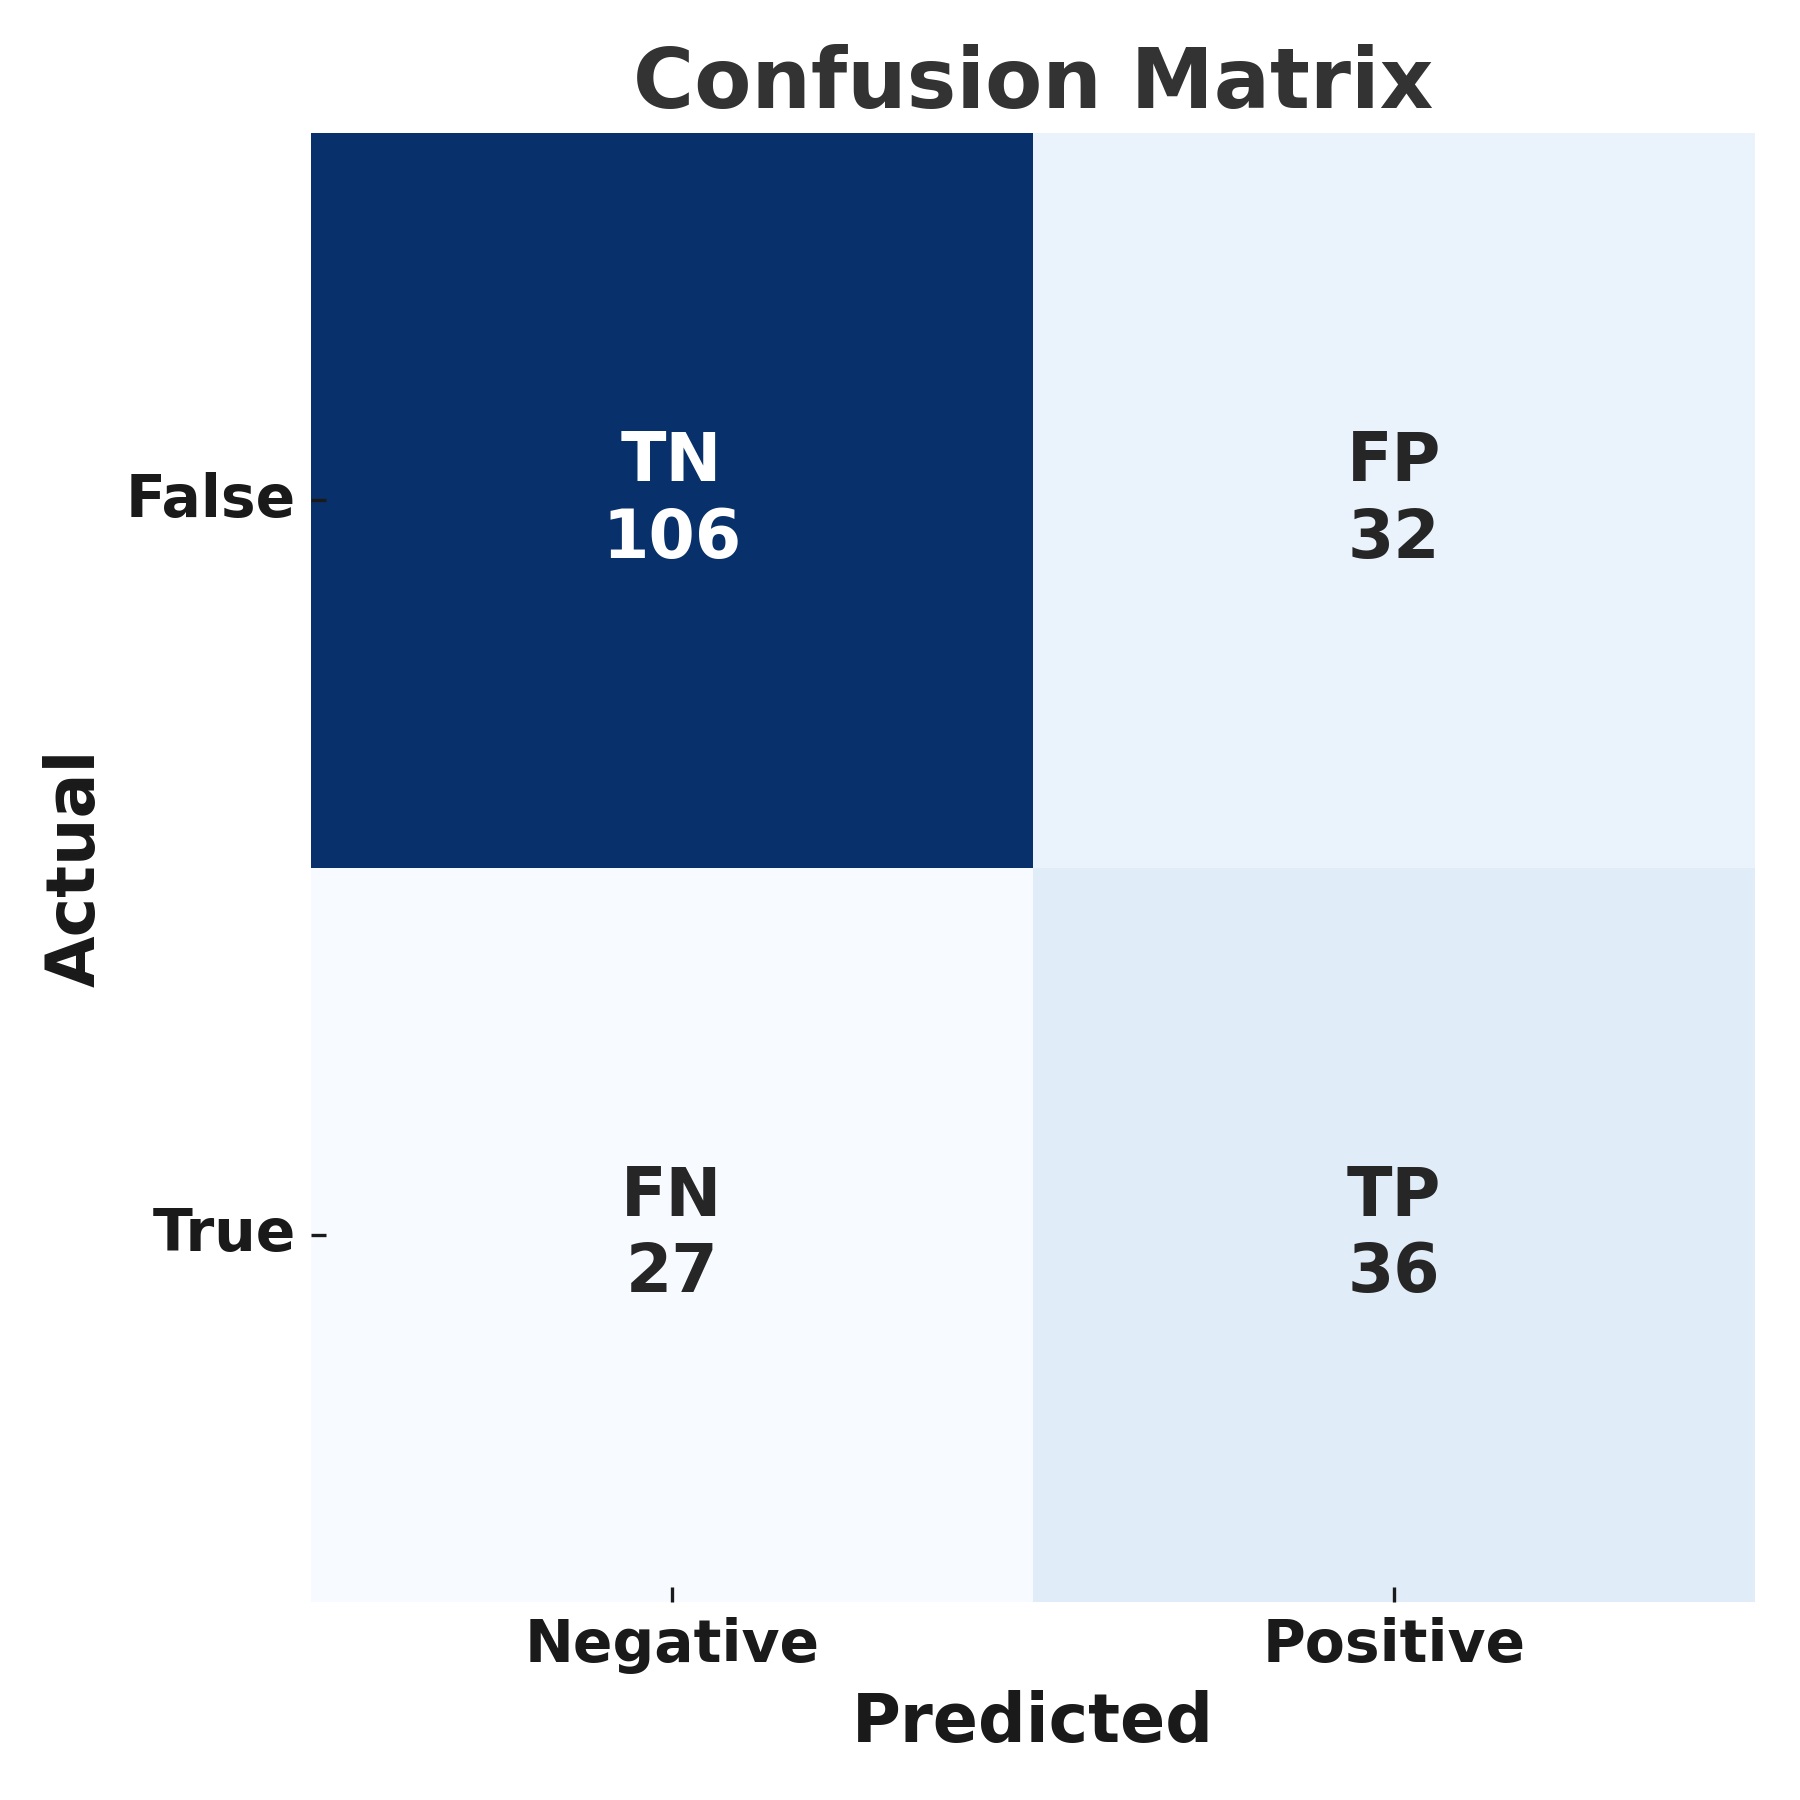 Confusion Matrix
TN
106
FP
32
False
Actual
FN
27
TP
36
True
Negative
Positive
Predicted